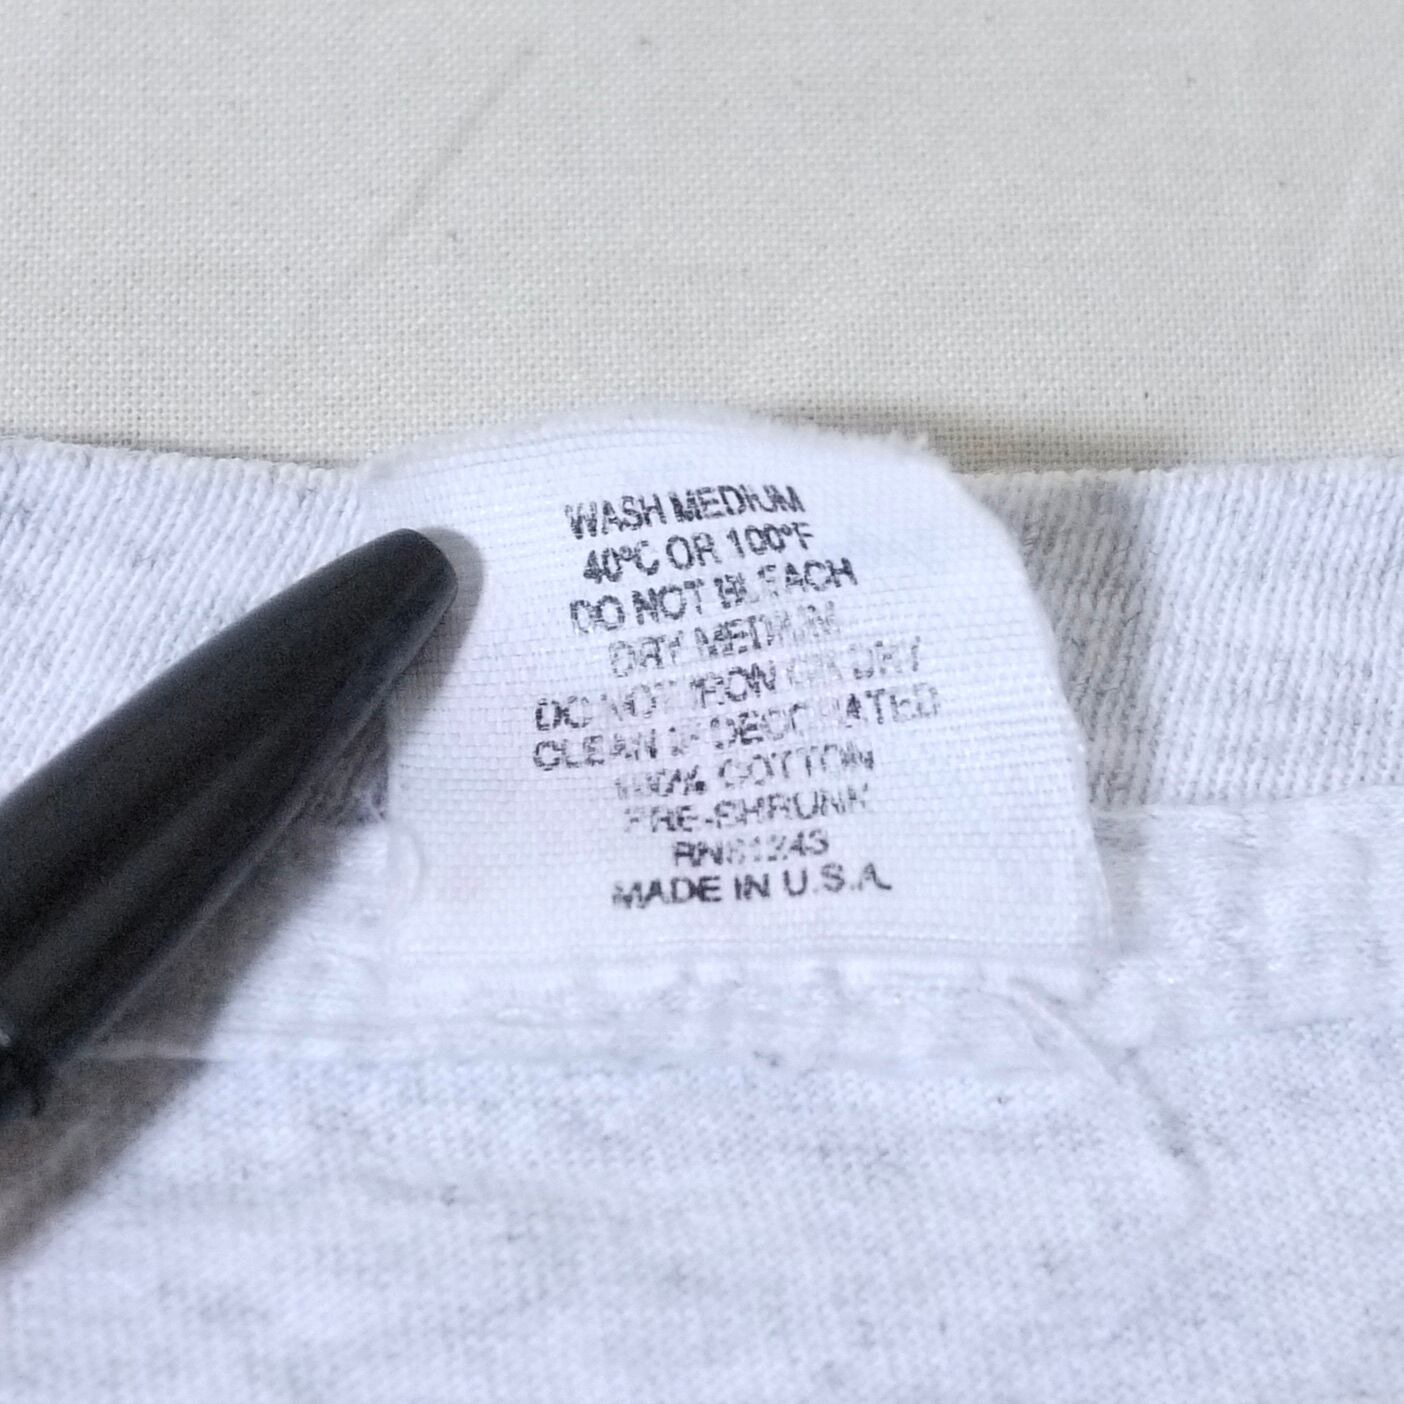 WASH MEDIUM
40°C OR 100°F
DO NOT BLEACH
DRY MEDIUM
DO NOT IRON OR DRY
CLEAN IF DECORATED
100% COTTON
PRE-SHRUNK
MADE IN U.S.A.